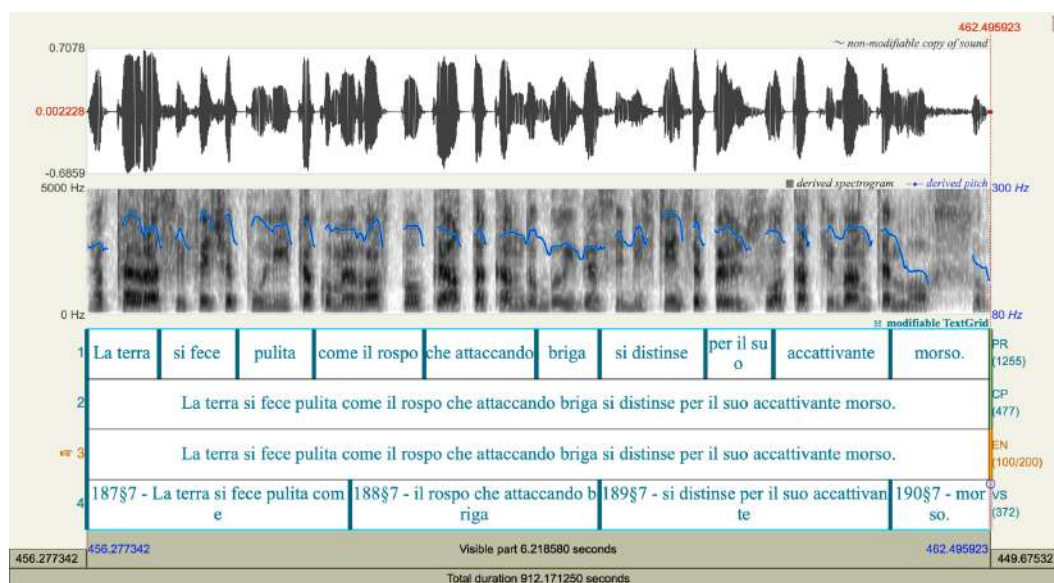 462.495923
~ non-modifiable copy of sound
0.7078
0.002228
-0.6859
5000 Hz
derived spectrogram
derived pitch
300 Hz
0 Hz
80 Hz
modifiable TextGrid
1
La terra
si fece
pulita
come il rospo
che attaccando
briga
si distinse
per il su
o
accattivante
morso.
PR
(1255)
2
La terra si fece pulita come il rospo che attaccando briga si distinse per il suo accattivante morso.
CP
(477)
3
La terra si fece pulita come il rospo che attaccando briga si distinse per il suo accattivante morso.
EN
(100/200)
4
187§7 - La terra si fece pulita com
e
188§7 - il rospo che attaccando b
riga
189§7 - si distinse per il suo accattivan
te
190§7 - mor
so.
VS
(372)
456.277342
456.277342
Visible part 6.218580 seconds
462.495923
449.67532
Total duration 912.171250 seconds